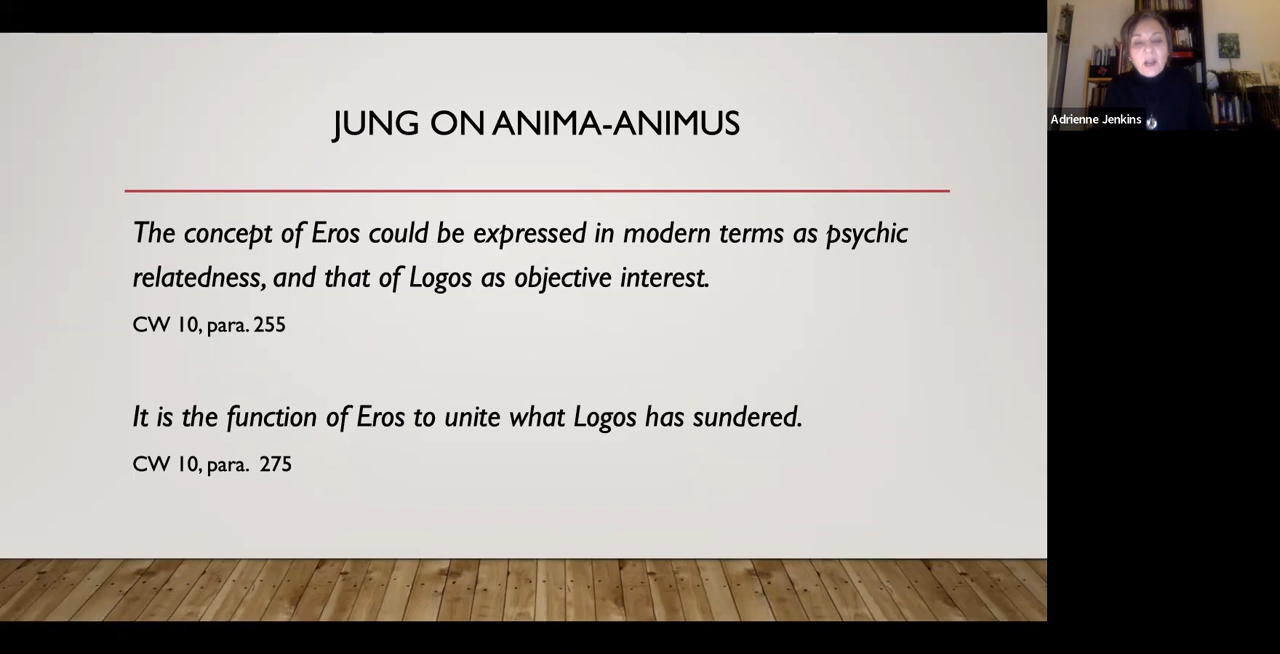 JUNG ON ANIMA-ANIMUS
The concept of Eros could be expressed in modern terms as psychic
relatedness, and that of Logos as objective interest.
CW 10, para. 255
It is the function of Eros to unite what Logos has sundered.
CW 10, para. 275
Adrienne Jenkins